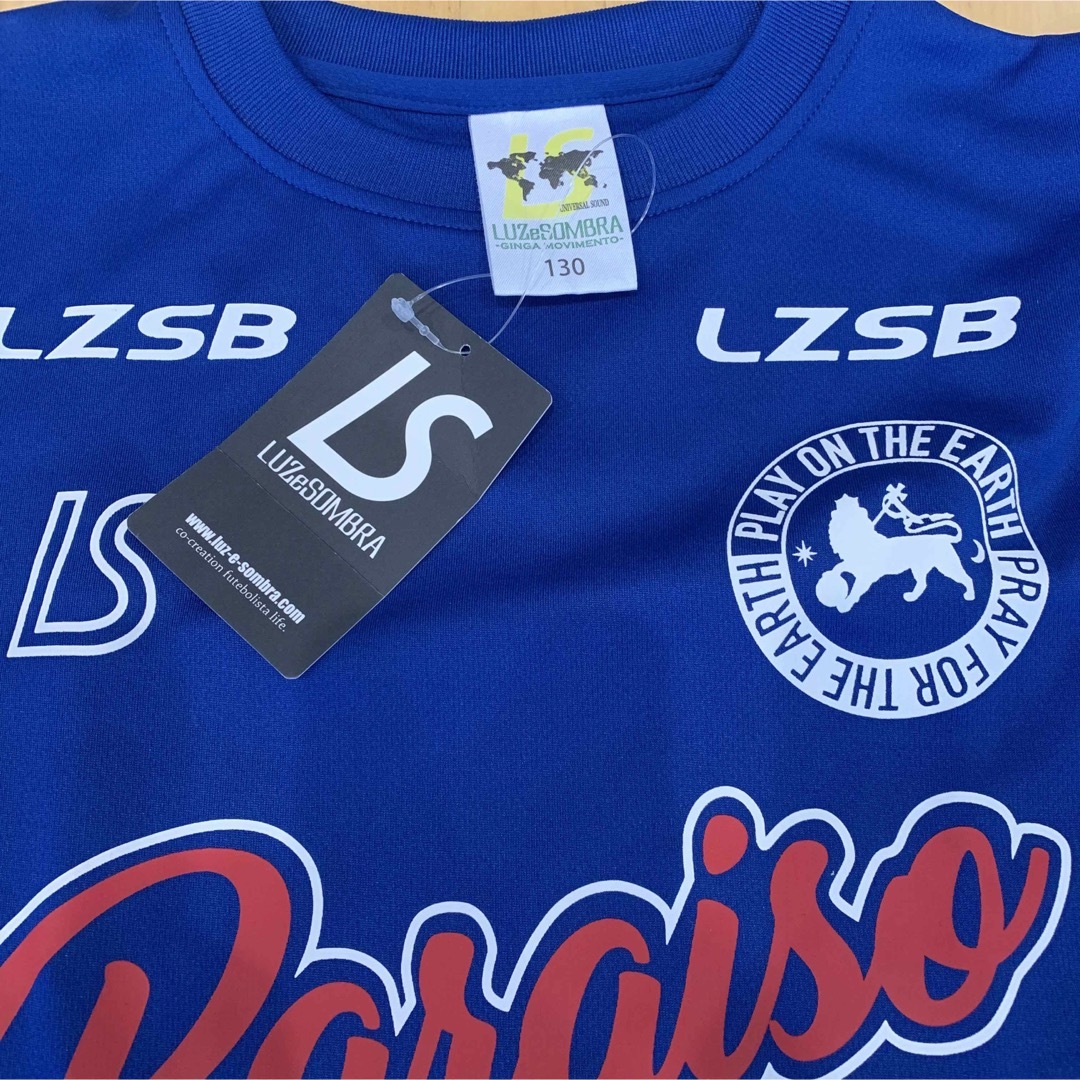 LS
UNIVERSAL SOUND
LUZeSOMBRA
-GINGA MOVIMENTO-
130
LZSB
LZSB
LS
LUZeSOMBRA
www.luz-e-sombra.com
co-creation futebolista life.
LS
PLAY ON THE EARTH PRAY FOR THE EARTH
Paraiso